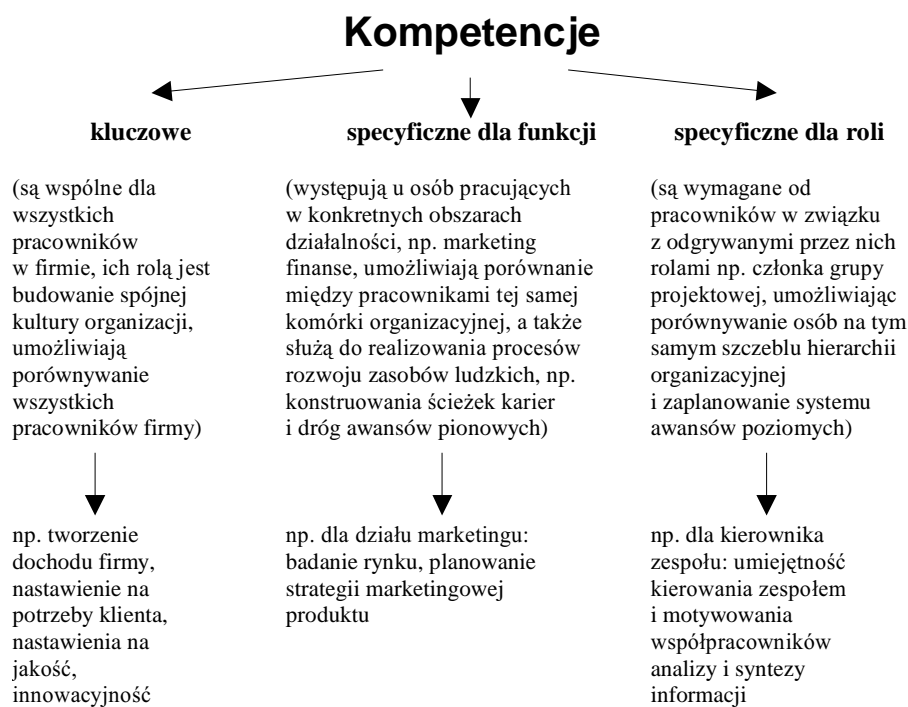 Kompetencje
kluczowe
(są wspólne dla
wszystkich
pracowników
w firmie, ich rolą jest
budowanie spójnej
kultury organizacji,
umożliwiają
porównywanie
wszystkich
pracowników firmy)
np. tworzenie
dochodu firmy,
nastawienie na
potrzeby klienta,
nastawienia na
jakość,
innowacyjność
specyficzne dla funkcji
(występują u osób pracujących
w konkretnych obszarach
działalności, np. marketing
finanse, umożliwiają porównanie
między pracownikami tej samej
komórki organizacyjnej, a także
służą do realizowania procesów
rozwoju zasobów ludzkich, np.
konstruowania ścieżek karier
i dróg awansów pionowych)
np. dla działu marketingu:
badanie rynku, planowanie
strategii marketingowej
produktu
specyficzne dla roli
(są wymagane od
pracowników w związku
z odgrywanymi przez nich
rolami np. członka grupy
projektowej, umożliwiając
porównywanie osób na tym
samym szczeblu hierarchii
organizacyjnej
i zaplanowanie systemu
awansów poziomych)
np. dla kierownika
zespołu: umiejętność
kierowania zespołem
i motywowania
współpracowników
analizy i syntezy
informacji